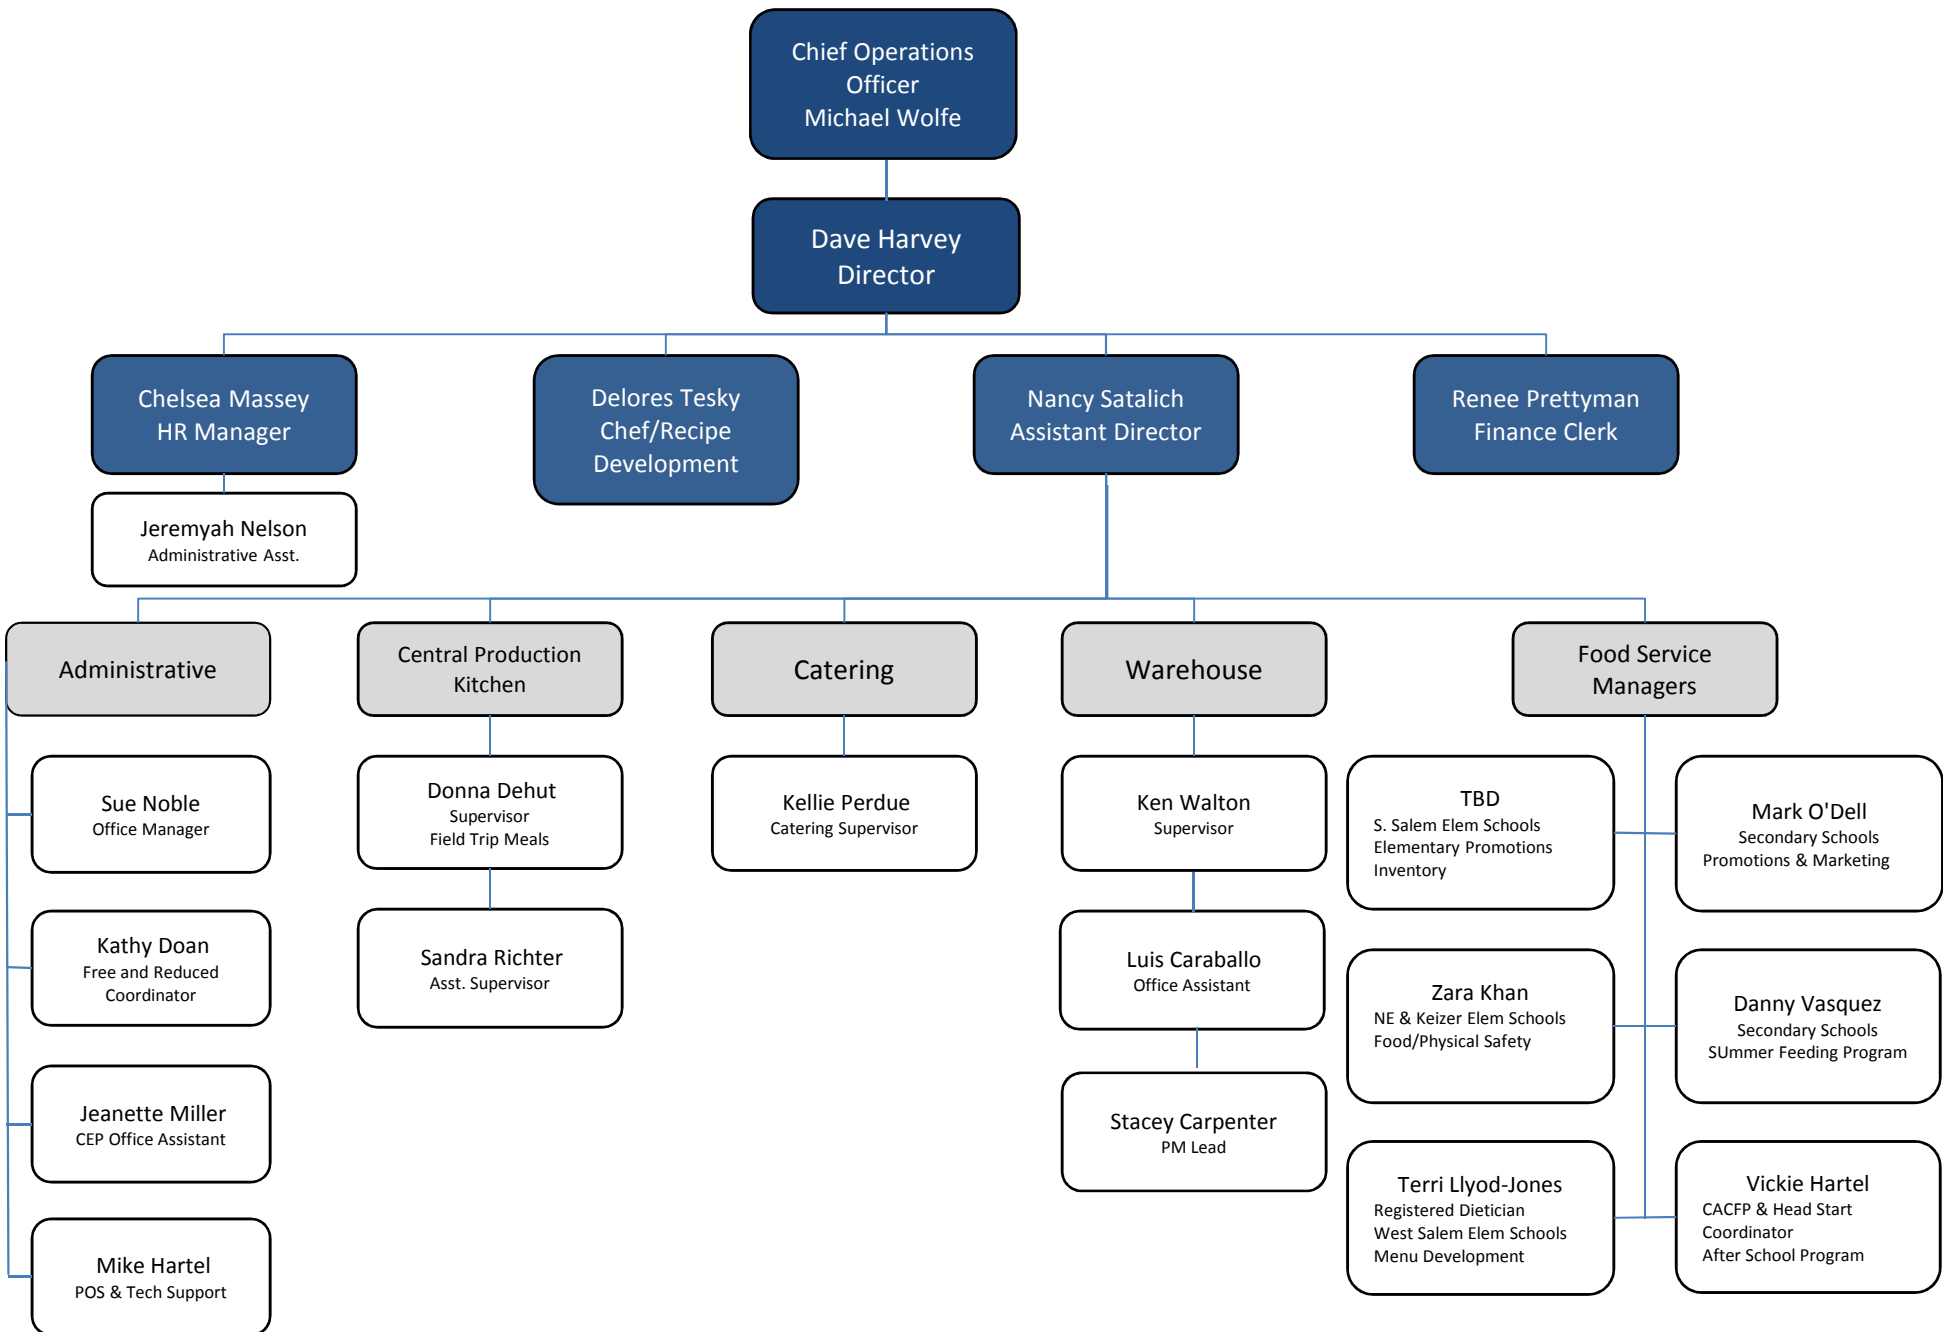 Chief Operations
Officer
Michael Wolfe
Dave Harvey
Director
Chelsea Massey
HR Manager
Delores Tesky
Chef/Recipe
Development
Nancy Satalich
Assistant Director
Renee Prettyman
Finance Clerk
Jeremyah Nelson
Administrative Asst.
Administrative
Central Production
Kitchen
Catering
Warehouse
Food Service
Managers
Sue Noble
Office Manager
Kathy Doan
Free and Reduced
Coordinator
Jeanette Miller
CEP Office Assistant
Mike Hartel
POS & Tech Support
Donna Dehut
Supervisor
Field Trip Meals
Sandra Richter
Asst. Supervisor
Kellie Perdue
Catering Supervisor
Ken Walton
Supervisor
Luis Caraballo
Office Assistant
Stacey Carpenter
PM Lead
TBD
S. Salem Elem Schools
Elementary Promotions
Inventory
Mark O'Dell
Secondary Schools
Promotions & Marketing
Zara Khan
NE & Keizer Elem Schools
Food/Physical Safety
Danny Vasquez
Secondary Schools
SUmmer Feeding Program
Terri Llyod-Jones
Registered Dietician
West Salem Elem Schools
Menu Development
Vickie Hartel
CACFP & Head Start
Coordinator
After School Program